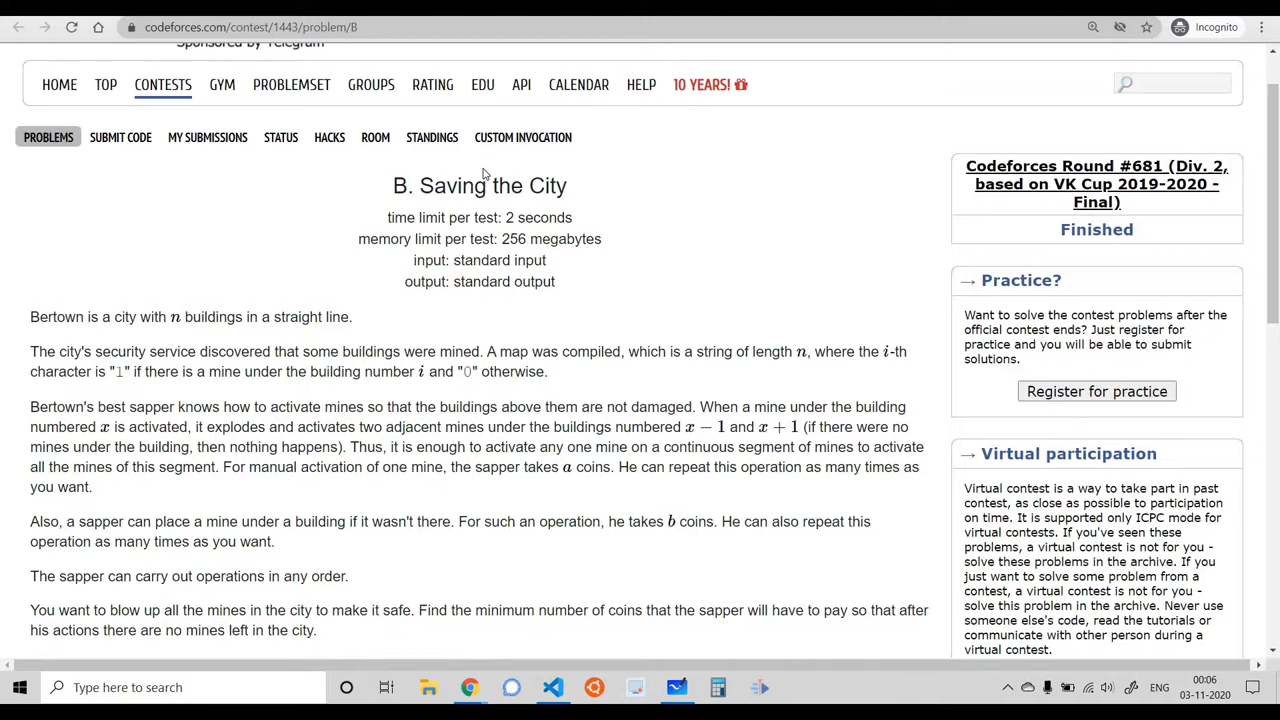 codeforces.com/contest/1443/problem/B
Incognito
Sponsored by Telegram
HOME TOP CONTESTS GYM PROBLEMSET GROUPS RATING EDU API CALENDAR HELP 10 YEARS!
PROBLEMS SUBMIT CODE MY SUBMISSIONS STATUS HACKS ROOM STANDINGS CUSTOM INVOCATION
B. Saving the City
time limit per test: 2 seconds
memory limit per test: 256 megabytes
input: standard input
output: standard output
Bertown is a city with n buildings in a straight line.
The city's security service discovered that some buildings were mined. A map was compiled, which is a string of length n, where the i-th
character is "1" if there is a mine under the building number i and "0" otherwise.
Bertown's best sapper knows how to activate mines so that the buildings above them are not damaged. When a mine under the building
numbered x is activated, it explodes and activates two adjacent mines under the buildings numbered x − 1 and x + 1 (if there were no
mines under the building, then nothing happens). Thus, it is enough to activate any one mine on a continuous segment of mines to activate
all the mines of this segment. For manual activation of one mine, the sapper takes a coins. He can repeat this operation as many times as
you want.
Also, a sapper can place a mine under a building if it wasn't there. For such an operation, he takes b coins. He can also repeat this
operation as many times as you want.
The sapper can carry out operations in any order.
You want to blow up all the mines in the city to make it safe. Find the minimum number of coins that the sapper will have to pay so that after
his actions there are no mines left in the city.
Codeforces Round #681 (Div. 2,
based on VK Cup 2019-2020 -
Final)
Finished
→ Practice?
Want to solve the contest problems after the
official contest ends? Just register for
practice and you will be able to submit
solutions.
Register for practice
→ Virtual participation
Virtual contest is a way to take part in past
contest, as close as possible to participation
on time. It is supported only ICPC mode for
virtual contests. If you've seen these
problems, a virtual contest is not for you -
solve these problems in the archive. If you
just want to solve some problem from a
contest, a virtual contest is not for you -
solve this problem in the archive. Never use
someone else's code, read the tutorials or
communicate with other person during a
virtual contest.
Type here to search
ENG
00:06
03-11-2020